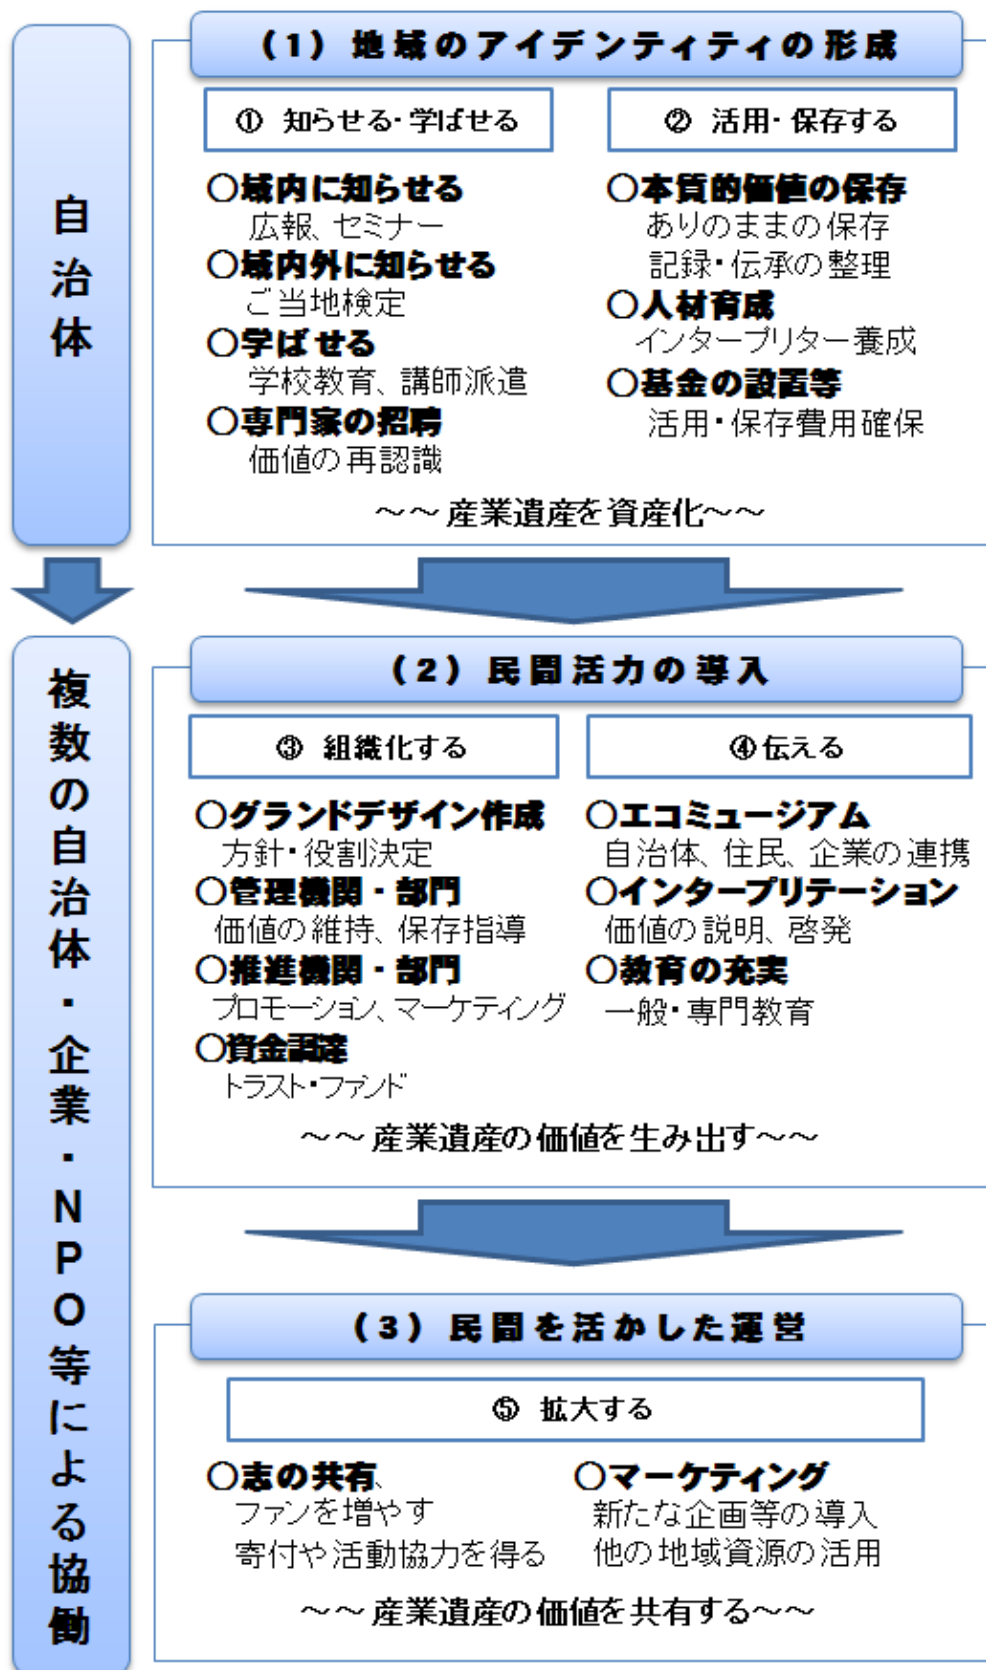 自治体
(1) 地域のアイデンティティの形成
① 知らせる・学ばせる
○域内に知らせる
広報、セミナー
○域内外に知らせる
ご当地検定
○学ばせる
学校教育、講師派遣
○専門家の招聘
価値の再認識
② 活用・保存する
○本質的価値の保存
ありのままの保存
記録・伝承の整理
○人材育成
インタープリター養成
○基金の設置等
活用・保存費用確保
~~産業遺産を資産化~~
複数の自治体・企業・NPO等による協働
(2) 民間活力の導入
③ 組織化する
○グランドデザイン作成
方針・役割決定
○管理機関・部門
価値の維持、保存指導
○推進機関・部門
プロモーション、マーケティング
○資金調達
トラスト・ファンド
④伝える
○エコミュージアム
自治体、住民、企業の連携
○インタープリテーション
価値の説明、啓発
○教育の充実
一般・専門教育
~~産業遺産の価値を生み出す~~
(3) 民間を活かした運営
⑤ 拡大する
○志の共有、
ファンを増やす
寄付や活動協力を得る
○マーケティング
新たな企画等の導入
他の地域資源の活用
~~産業遺産の価値を共有する~~